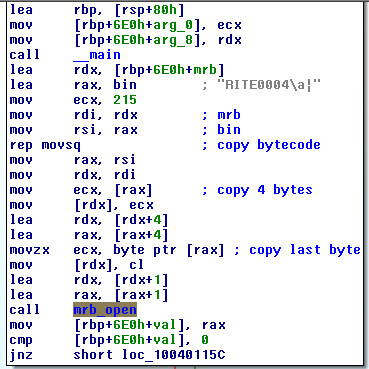 lea rbp, [rsp+80h]
mov [rbp+6E0h+arg_0], ecx
mov [rbp+6E0h+arg_8], rdx
call __main
lea rdx, [rbp+6E0h+mrb]
lea rax, bin ; "RITE0004\a¦"
mov ecx, 215
mov rdi, rdx ; mrb
mov rsi, rax ; bin
rep movsq ; copy bytecode
mov rax, rsi
mov rdx, rdi
mov ecx, [rax] ; copy 4 bytes
mov [rdx], ecx
lea rdx, [rdx+4]
lea rax, [rax+4]
movzx ecx, byte ptr [rax] ; copy last byte
mov [rdx], cl
lea rdx, [rdx+1]
lea rax, [rax+1]
call mrb_open
mov [rbp+6E0h+val], rax
cmp [rbp+6E0h+val], 0
jnz short loc_10040115C